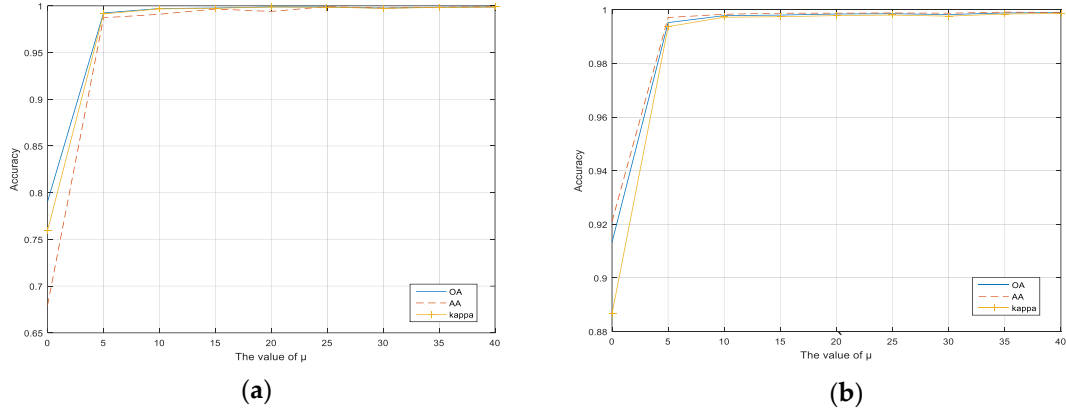 1
0.95
0.9
0.85
0.8
0.75
0.7
0.65
Accuracy
0 5 10 15 20 25 30 35 40
The value of μ
OA
AA
kappa
(a)
1
0.98
0.96
0.94
0.92
0.9
0.88
Accuracy
0 5 10 15 20 25 30 35 40
The value of μ
OA
AA
kappa
(b)